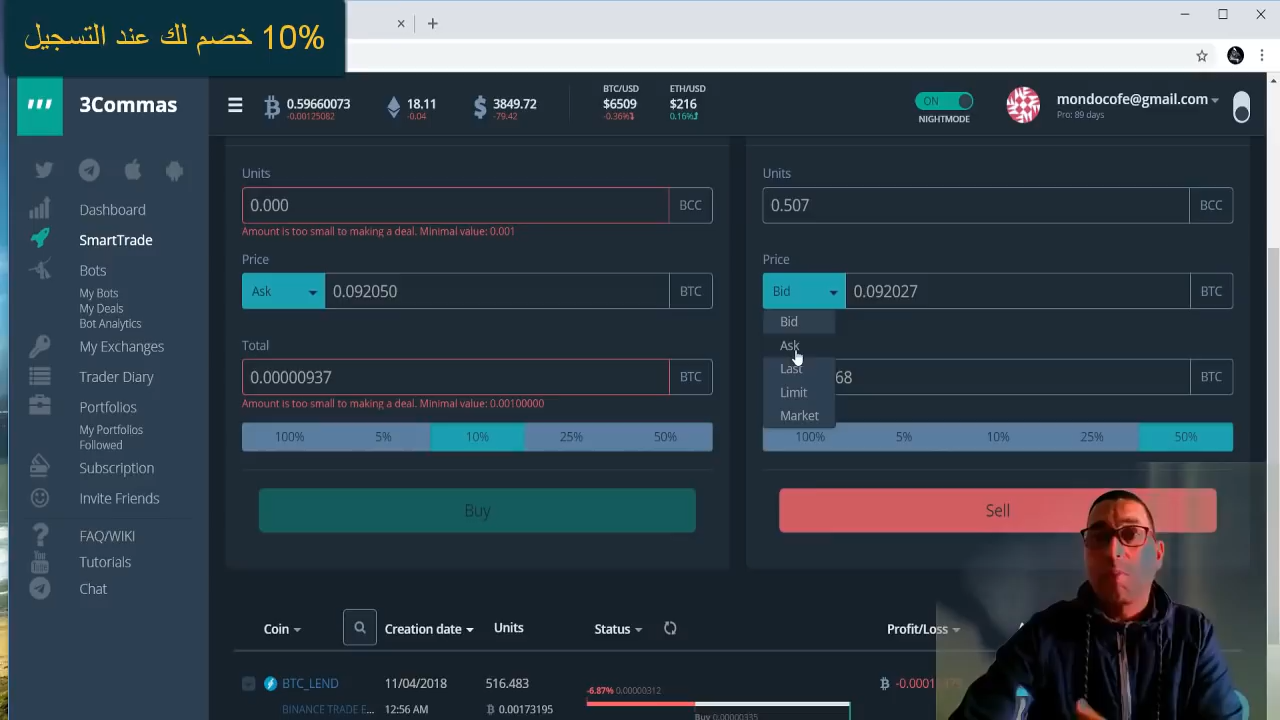 10% خصم لك عند التسجيل
3Commas
0.59660073
-0.00125082
18.11
-0.04
3849.72
-79.42
BTC/USD
$6509
-0.36%
ETH/USD
$216
0.16%
ON
NIGHTMODE
mondocofe@gmail.com
Pro: 89 days
Dashboard
SmartTrade
Bots
My Bots
My Deals
Bot Analytics
My Exchanges
Trader Diary
Portfolios
My Portfolios
Followed
Subscription
Invite Friends
FAQ/WIKI
Tutorials
Chat
Units
0.000 BCC
Amount is too small to making a deal. Minimal value: 0.001
Price
Ask 0.092050 BTC
Total
0.00000937 BTC
Amount is too small to making a deal. Minimal value: 0.00100000
100% 5% 10% 25% 50%
Buy
Units
0.507 BCC
Price
Bid 0.092027 BTC
Bid
Ask
Last
Limit
Market
68 BTC
100% 5% 10% 25% 50%
Sell
Coin Creation date Units Status Profit/Loss
BTC_LEND 11/04/2018 516.483 -6.87% 0.00000312
BINANCE TRADE E... 12:56 AM 0.00173195 Buy 0.00000335